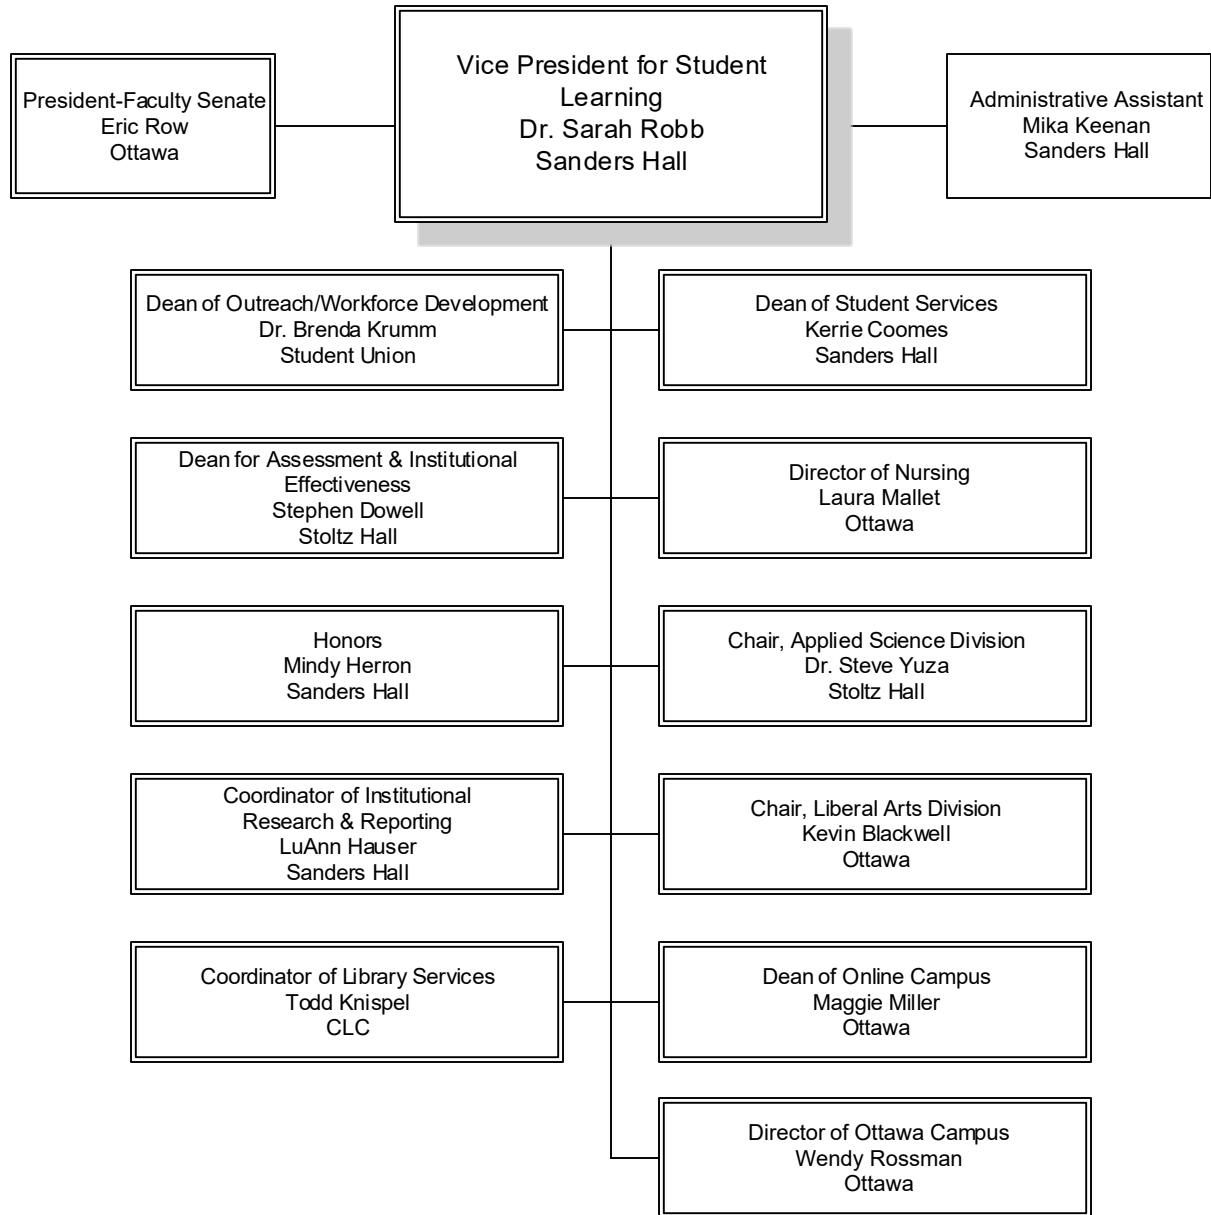 Vice President for Student
Learning
Dr. Sarah Robb
Sanders Hall
President-Faculty Senate
Eric Row
Ottawa
Administrative Assistant
Mika Keenan
Sanders Hall
Dean of Outreach/Workforce Development
Dr. Brenda Krumm
Student Union
Dean of Student Services
Kerrie Coomes
Sanders Hall
Dean for Assessment & Institutional
Effectiveness
Stephen Dowell
Stoltz Hall
Director of Nursing
Laura Mallet
Ottawa
Honors
Mindy Herron
Sanders Hall
Chair, Applied Science Division
Dr. Steve Yuza
Stoltz Hall
Coordinator of Institutional
Research & Reporting
LuAnn Hauser
Sanders Hall
Chair, Liberal Arts Division
Kevin Blackwell
Ottawa
Coordinator of Library Services
Todd Knispel
CLC
Dean of Online Campus
Maggie Miller
Ottawa
Director of Ottawa Campus
Wendy Rossman
Ottawa